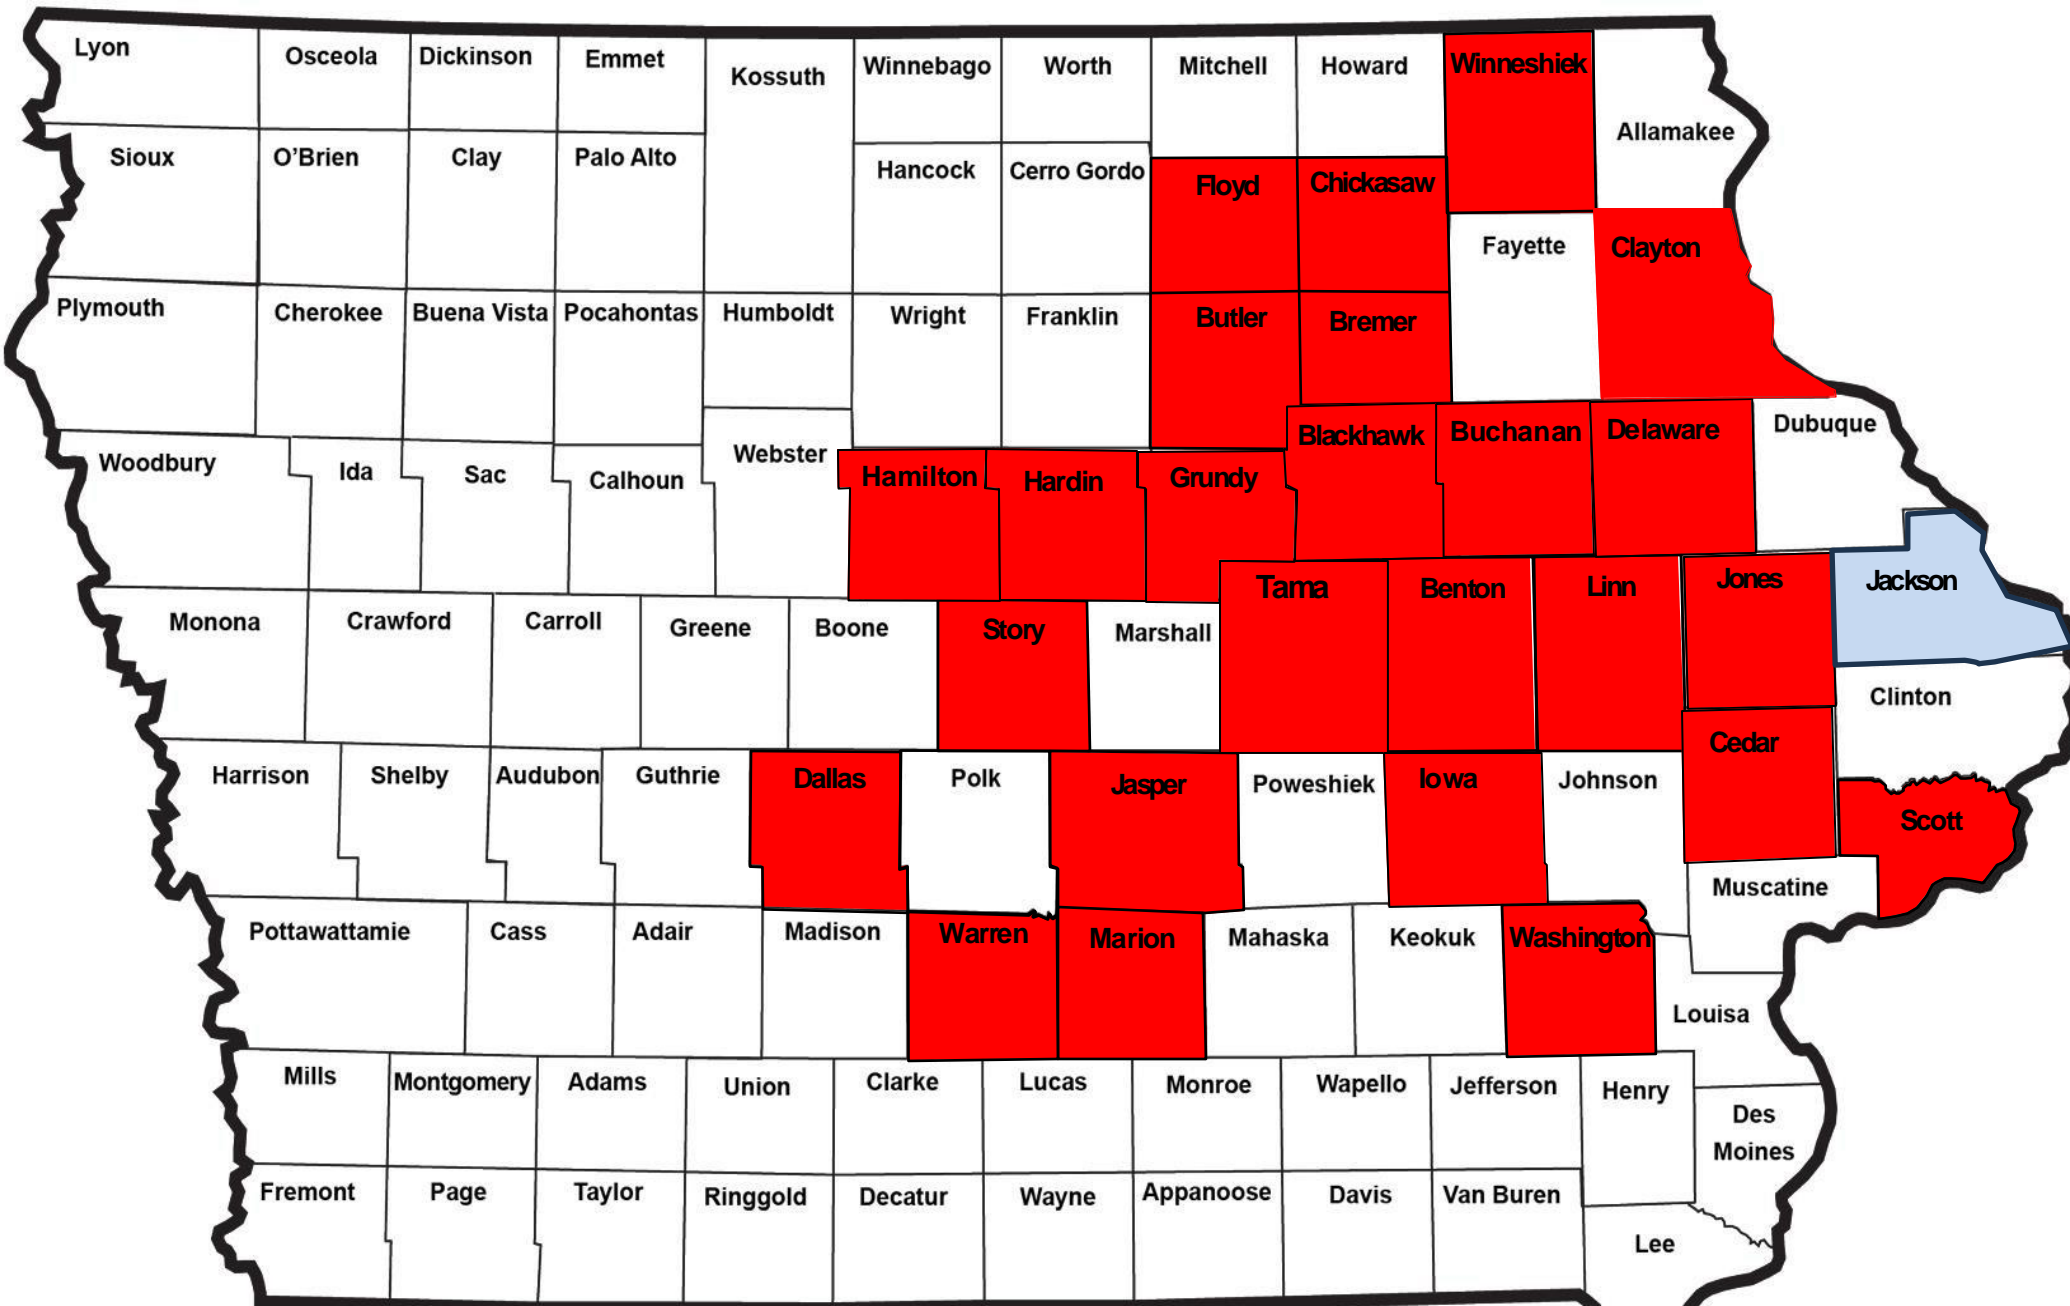 Lyon
Osceola
Dickinson
Emmet
Kossuth
Winnebago
Worth
Mitchell
Howard
Winneshiek
Allamakee
Sioux
O'Brien
Clay
Palo Alto
Hancock
Cerro Gordo
Floyd
Chickasaw
Fayette
Clayton
Plymouth
Cherokee
Buena Vista
Pocahontas
Humboldt
Wright
Franklin
Butler
Bremer
Woodbury
Ida
Sac
Calhoun
Webster
Hamilton
Hardin
Grundy
Blackhawk
Buchanan
Delaware
Dubuque
Monona
Crawford
Carroll
Greene
Boone
Story
Marshall
Tama
Benton
Linn
Jones
Jackson
Clinton
Harrison
Shelby
Audubon
Guthrie
Dallas
Polk
Jasper
Poweshiek
Iowa
Johnson
Cedar
Scott
Muscatine
Pottawattamie
Cass
Adair
Madison
Warren
Marion
Mahaska
Keokuk
Washington
Louisa
Mills
Montgomery
Adams
Union
Clarke
Lucas
Monroe
Wapello
Jefferson
Henry
Des
Moines
Fremont
Page
Taylor
Ringgold
Decatur
Wayne
Appanoose
Davis
Van Buren
Lee